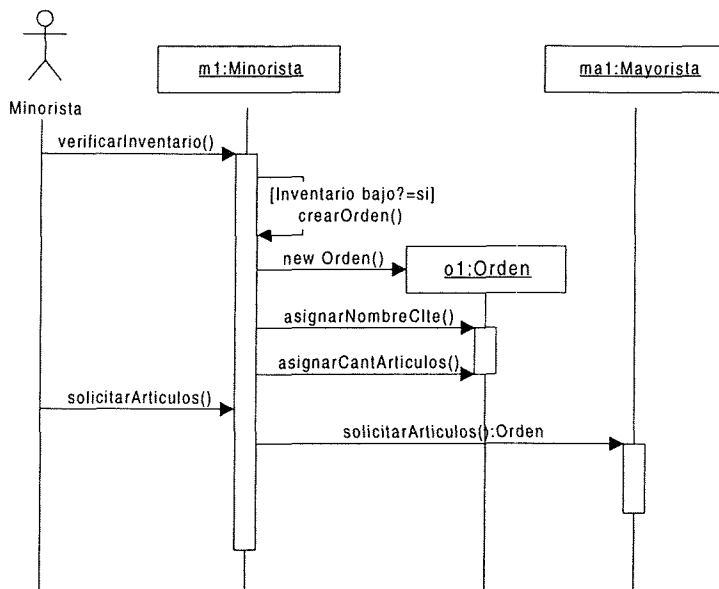 m1:Minorista
ma1:Mayorista
Minorista
verificarInventario()
[Inventario bajo?=si]
crearOrden()
new Orden()
o1:Orden
asignarNombreClte()
asignarCantArticulos()
solicitarArticulos()
solicitarArticulos():Orden